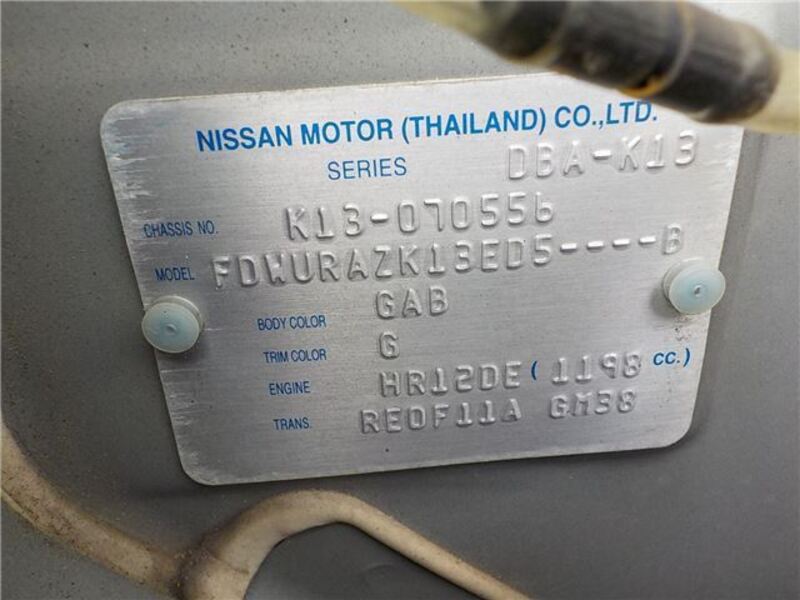 NISSAN MOTOR (THAILAND) CO.,LTD.
SERIES DBA-K13
CHASSIS NO. K13-070556
MODEL FDWURAZK13ED5----B
BODY COLOR GAB
TRIM COLOR G
ENGINE HR12DE ( 1198 CC.)
TRANS. RE0F11A GM38